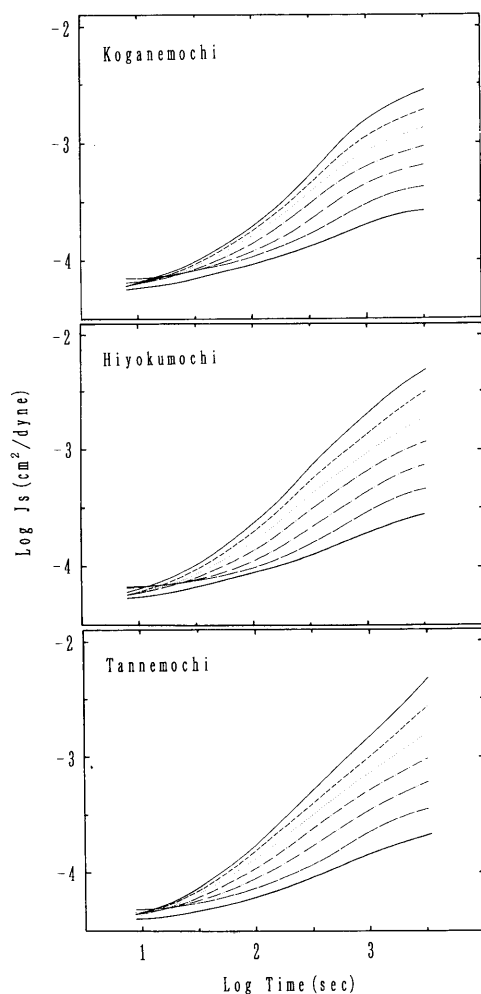 -2
Koganemochi
-3
-4
-2
Hiyokumochi
-3
-4
Log Js(cm²/dyne)
-2
Tannemochi
-3
-4
1 2 3
Log Time(sec)